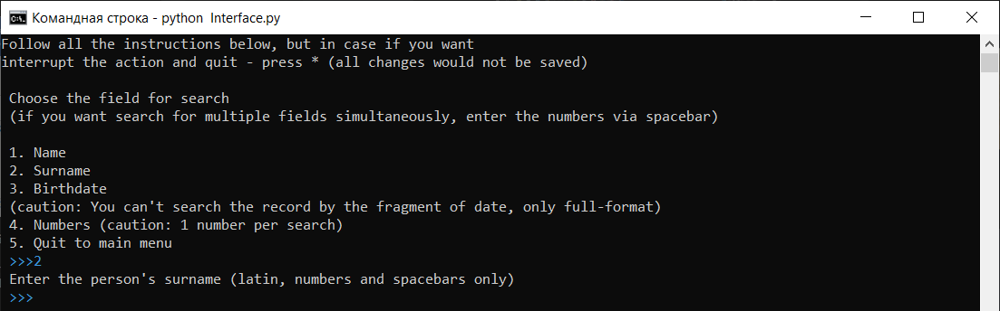 Командная строка - python  Interface.py
Follow all the instructions below, but in case if you want
interrupt the action and quit - press * (all changes would not be saved)
Choose the field for search
(if you want search for multiple fields simultaneously, enter the numbers via spacebar)
1. Name
2. Surname
3. Birthdate
(caution: You can't search the record by the fragment of date, only full-format)
4. Numbers (caution: 1 number per search)
5. Quit to main menu
>>>2
Enter the person's surname (latin, numbers and spacebars only)
>>>